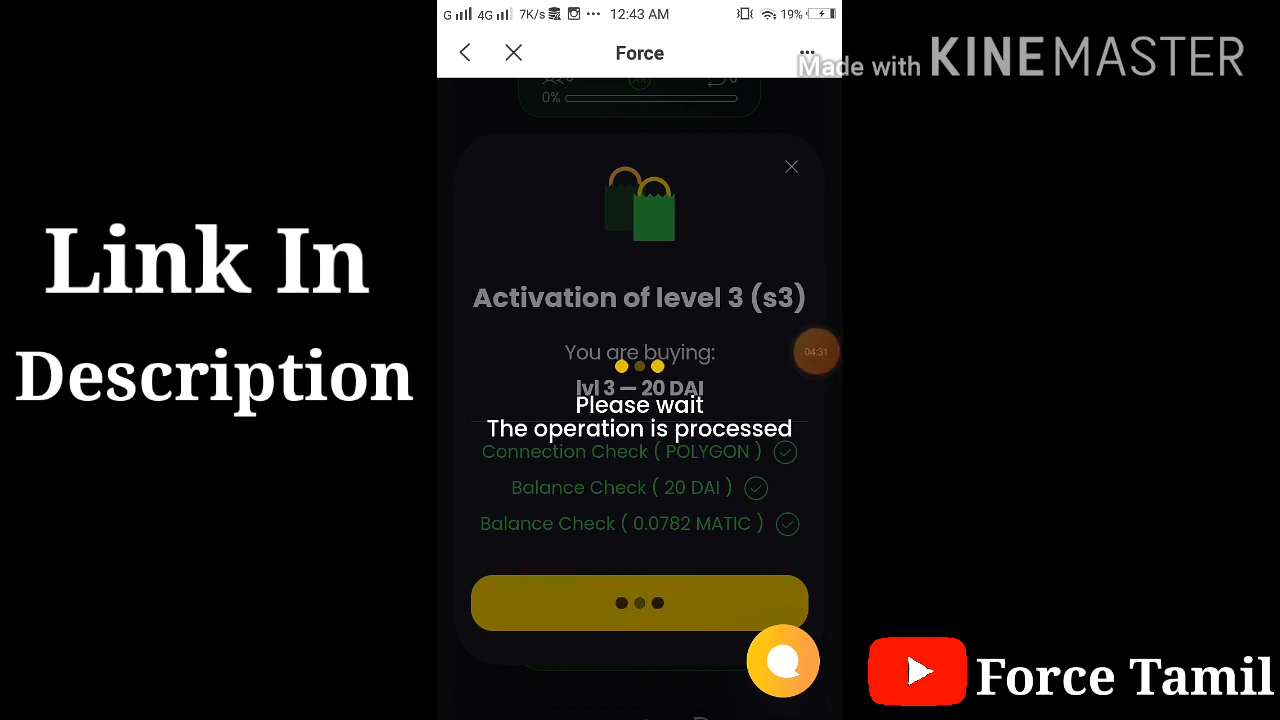 G 4G 7K/s ••• 12:43 AM 19%
Force
Made with KINEMASTER
0%
Link In
Description
Activation of level 3 (s3)
You are buying:
lvl 3 — 20 DAI
04:31
Please wait
The operation is processed
Connection Check ( POLYGON )
Balance Check ( 20 DAI )
Balance Check ( 0.0782 MATIC )
Force Tamil